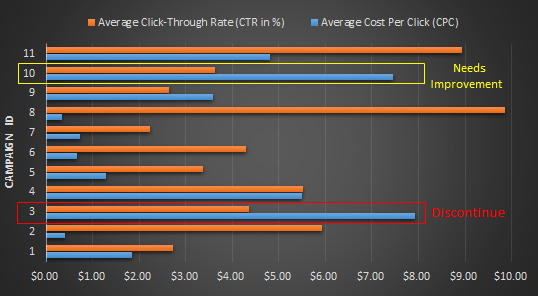 Average Click-Through Rate (CTR in %) Average Cost Per Click (CPC)
CAMPAIGN ID
11
10
Needs
Improvement
9
8
7
6
5
4
3
Discontinue
2
1
$0.00 $1.00 $2.00 $3.00 $4.00 $5.00 $6.00 $7.00 $8.00 $9.00 $10.00